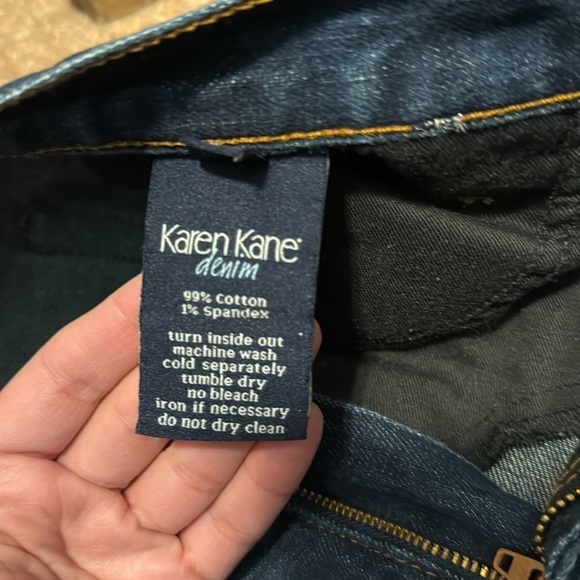 Karen Kane
denim
99% Cotton
1% Spandex
turn inside out
machine wash
cold separately
tumble dry
no bleach
iron if necessary
do not dry clean